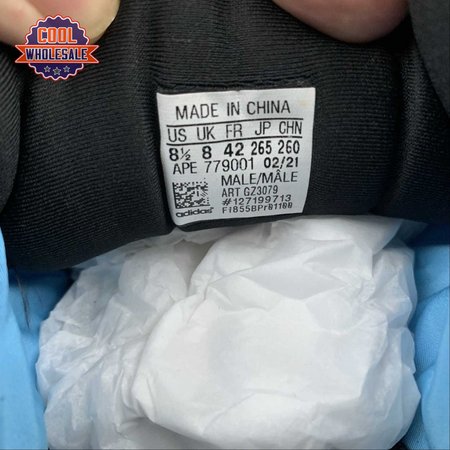 COOL
WHOLESALE
MADE IN CHINA
US UK FR JP CHN
8½ 8 42 265 260
APE 779001 02/21
MALE/MÂLE
ART GZ3079
#127199713
adidas F1855BPr01100